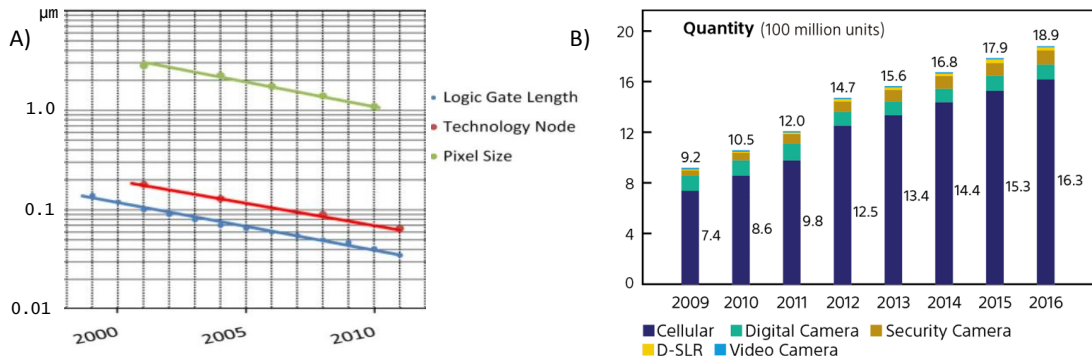 A)
µm
1.0
0.1
0.01
2000 2005 2010
Logic Gate Length
Technology Node
Pixel Size
B)
Quantity (100 million units)
20
16
12
8
4
0
9.2 10.5 12.0 14.7 15.6 16.8 17.9 18.9
7.4 8.6 9.8 12.5 13.4 14.4 15.3 16.3
2009 2010 2011 2012 2013 2014 2015 2016
Cellular Digital Camera Security Camera
D-SLR Video Camera